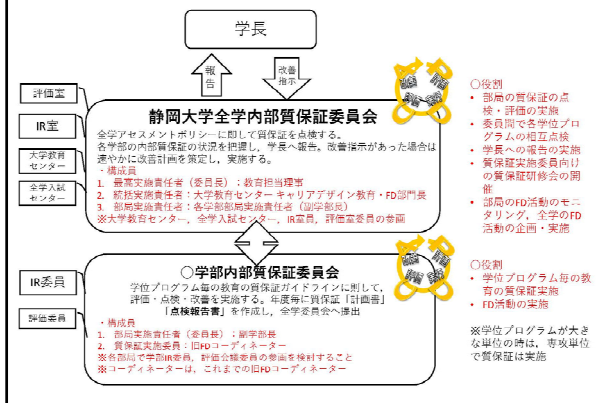 学長
報告
改善
指示
評価室
IR室
大学教育
センター
全学入試
センター
静岡大学全学内部質保証委員会
全学アセスメントポリシーに則して質保証を点検する。
各学部の内部質保証の状況を把握し，学長へ報告。改善指示があった場合は
速やかに改善計画を策定し，実施する。
・構成員
1. 最高実施責任者（委員長）：教育担当理事
2. 統括実施責任者：大学教育センター キャリアデザイン教育・FD部門長
3. 部局実施責任者：各学部部局実施責任者（副学部長）
※大学教育センター，全学入試センター，IR室員，評価室委員の参画
〇役割
• 部局の質保証の点
検・評価の実施
• 委員間で各学位プロ
グラムの相互点検
• 学長への報告の実施
• 質保証実施委員向け
の質保証研修会の開
催
• 部局のFD活動のモニ
タリング，全学のFD
活動の企画・実施
IR委員
評価委員
〇学部内部質保証委員会
学位プログラム毎の教育の質保証ガイドラインに則して，
評価・点検・改善を実施する。年度毎に質保証「計画書」
「点検報告書」を作成し，全学委員会へ提出
・構成員
1. 部局実施責任者（委員長）：副学部長
2. 質保証実施委員：旧FDコーディネーター
※各部局で学部IR委員，評価会議委員の参画を検討すること
※コーディネーターは，これまでの旧FDコーディネーター
〇役割
• 学位プログラム毎の教
育の質保証実施
• FD活動の実施
※学位プログラムが大き
な単位の時は，専攻単位
で質保証は実施